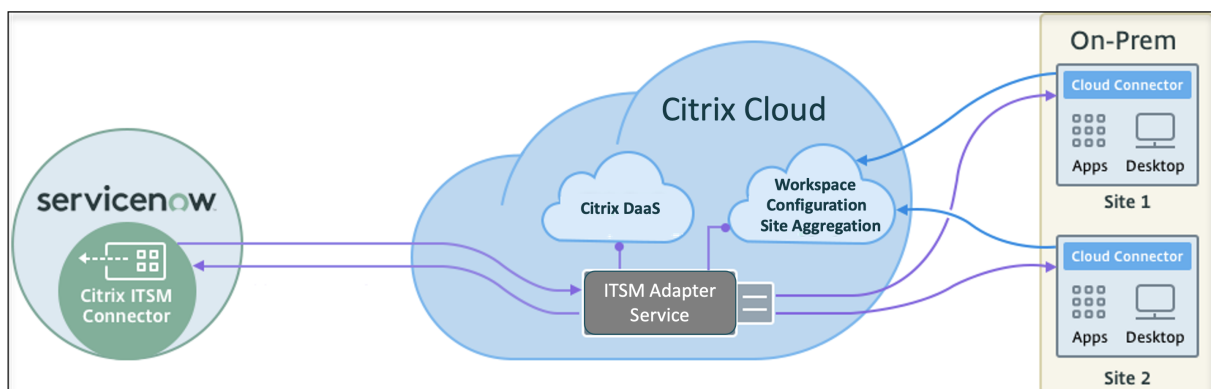 servicenow
Citrix ITSM
Connector
Citrix Cloud
Citrix DaaS
Workspace
Configuration
Site Aggregation
ITSM Adapter
Service
On-Prem
Cloud Connector
Apps
Desktop
Site 1
Cloud Connector
Apps
Desktop
Site 2